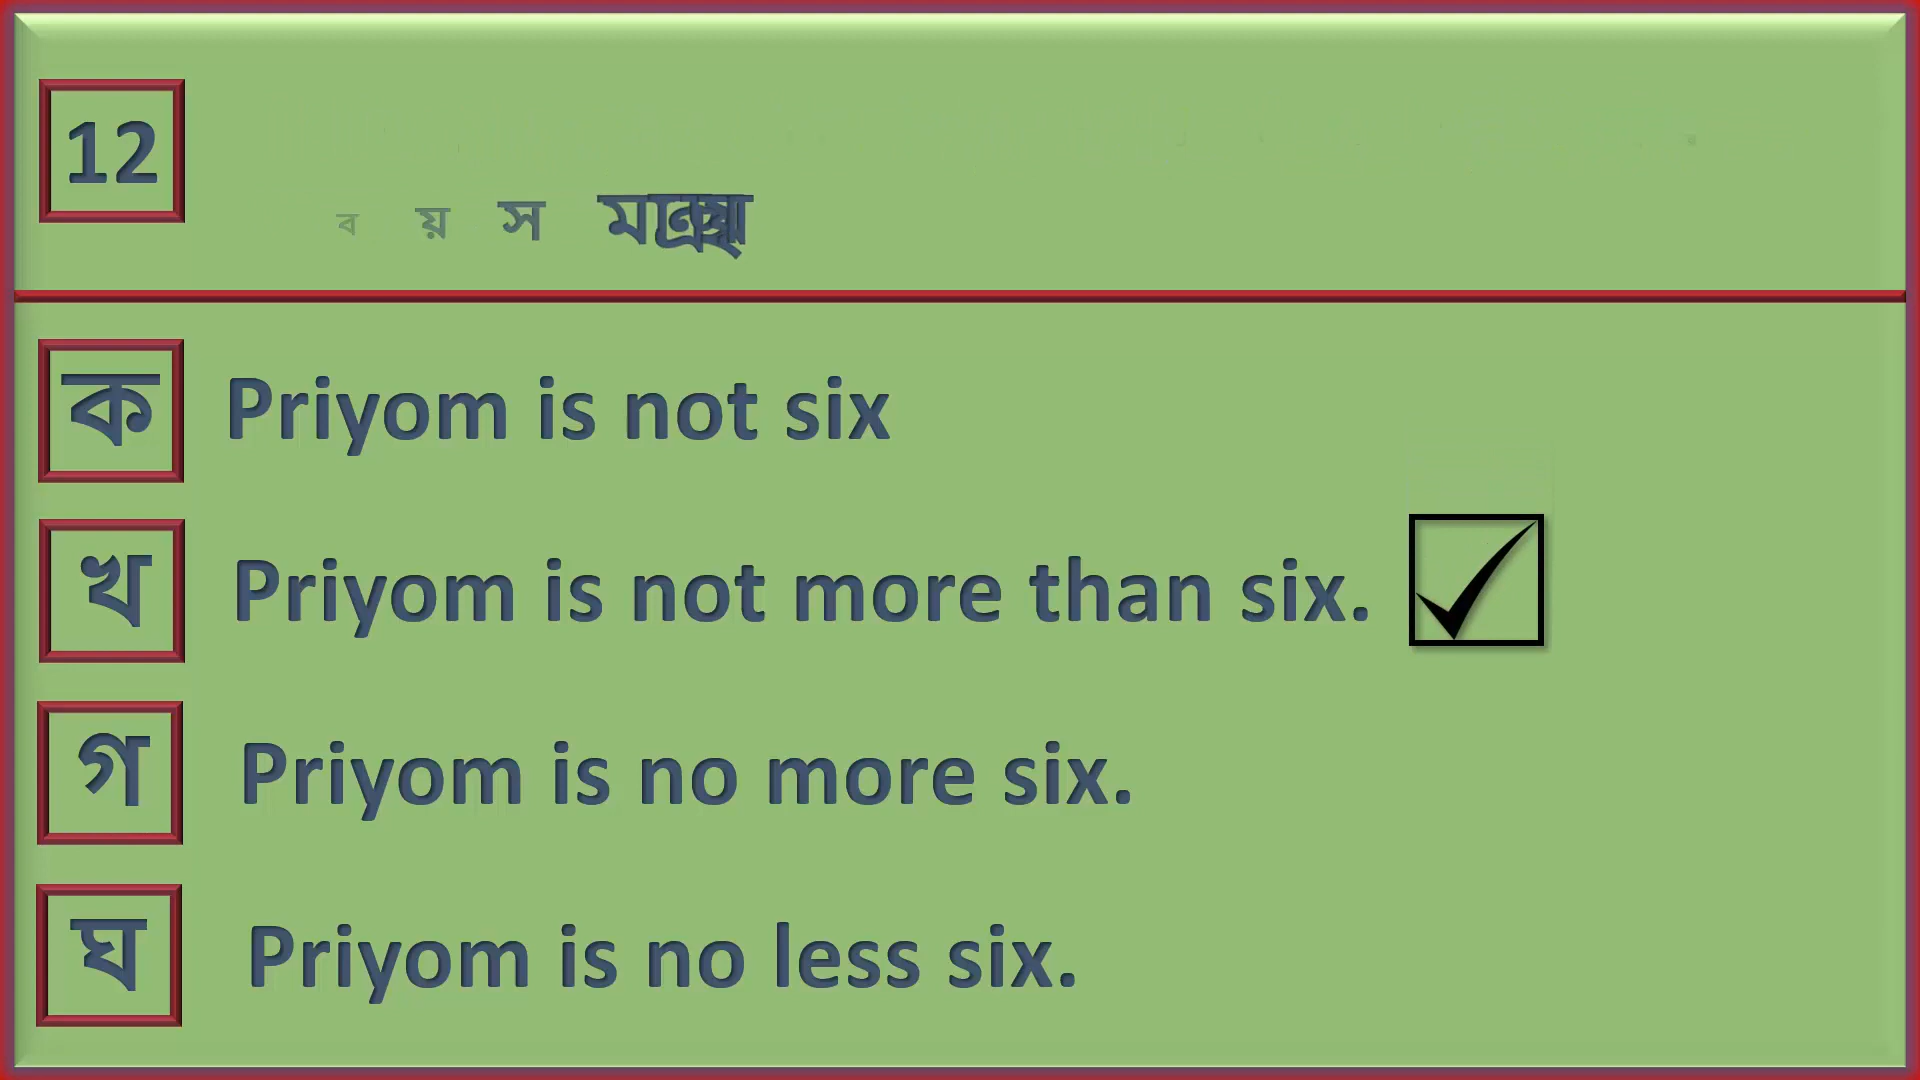 12
ব য় স
ক Priyom is not six
খ Priyom is not more than six.
গ Priyom is no more six.
ঘ Priyom is no less six.